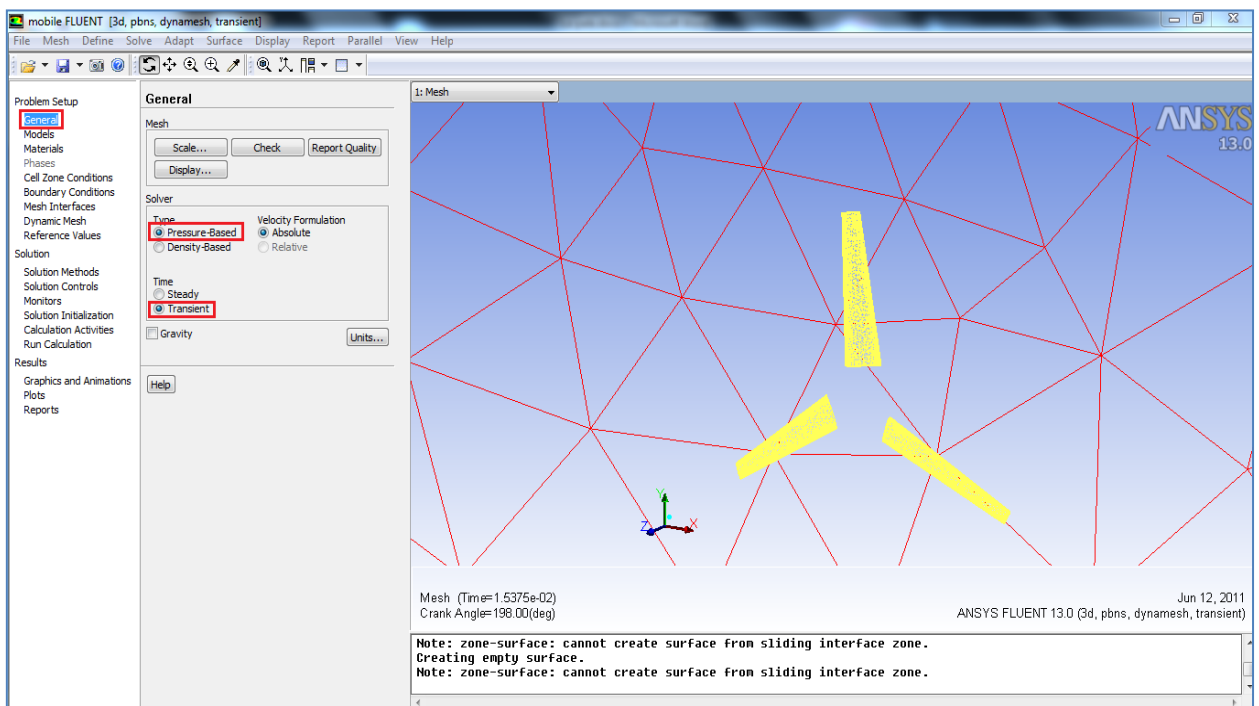 mobile FLUENT [3d, pbns, dynamesh, transient]
File Mesh Define Solve Adapt Surface Display Report Parallel View Help
Problem Setup
General
Models
Materials
Phases
Cell Zone Conditions
Boundary Conditions
Mesh Interfaces
Dynamic Mesh
Reference Values
Solution
Solution Methods
Solution Controls
Monitors
Solution Initialization
Calculation Activities
Run Calculation
Results
Graphics and Animations
Plots
Reports
General
Mesh
Scale... Check Report Quality
Display...
Solver
Type Velocity Formulation
Pressure-Based Absolute
Density-Based Relative
Time
Steady
Transient
Gravity Units...
Help
1: Mesh
ANSYS
13.0
Y
Z X
Mesh (Time=1.5375e-02)
Crank Angle=198.00(deg)
Jun 12, 2011
ANSYS FLUENT 13.0 (3d, pbns, dynamesh, transient)
Note: zone-surface: cannot create surface from sliding interface zone.
Creating empty surface.
Note: zone-surface: cannot create surface from sliding interface zone.